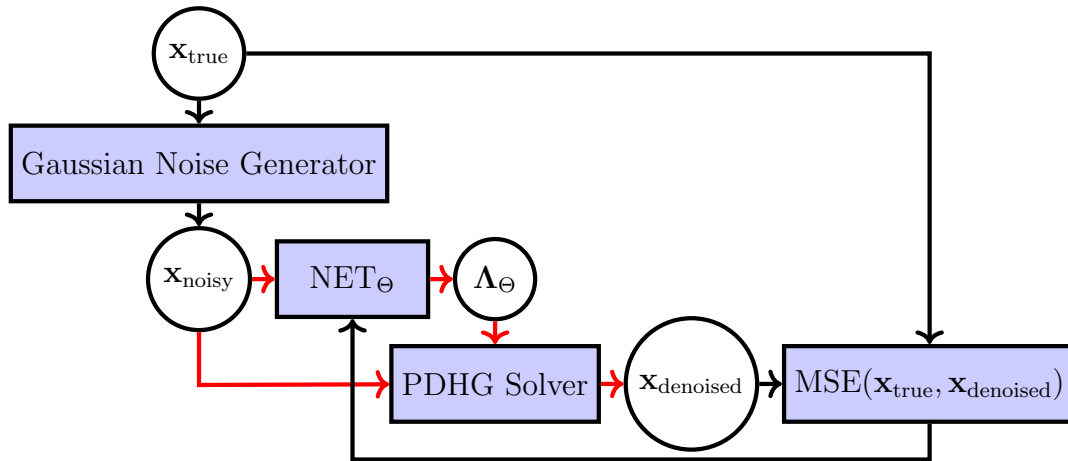 x_true
Gaussian Noise Generator
x_noisy
NET_Θ
Λ_Θ
PDHG Solver
x_denoised
MSE(x_true, x_denoised)